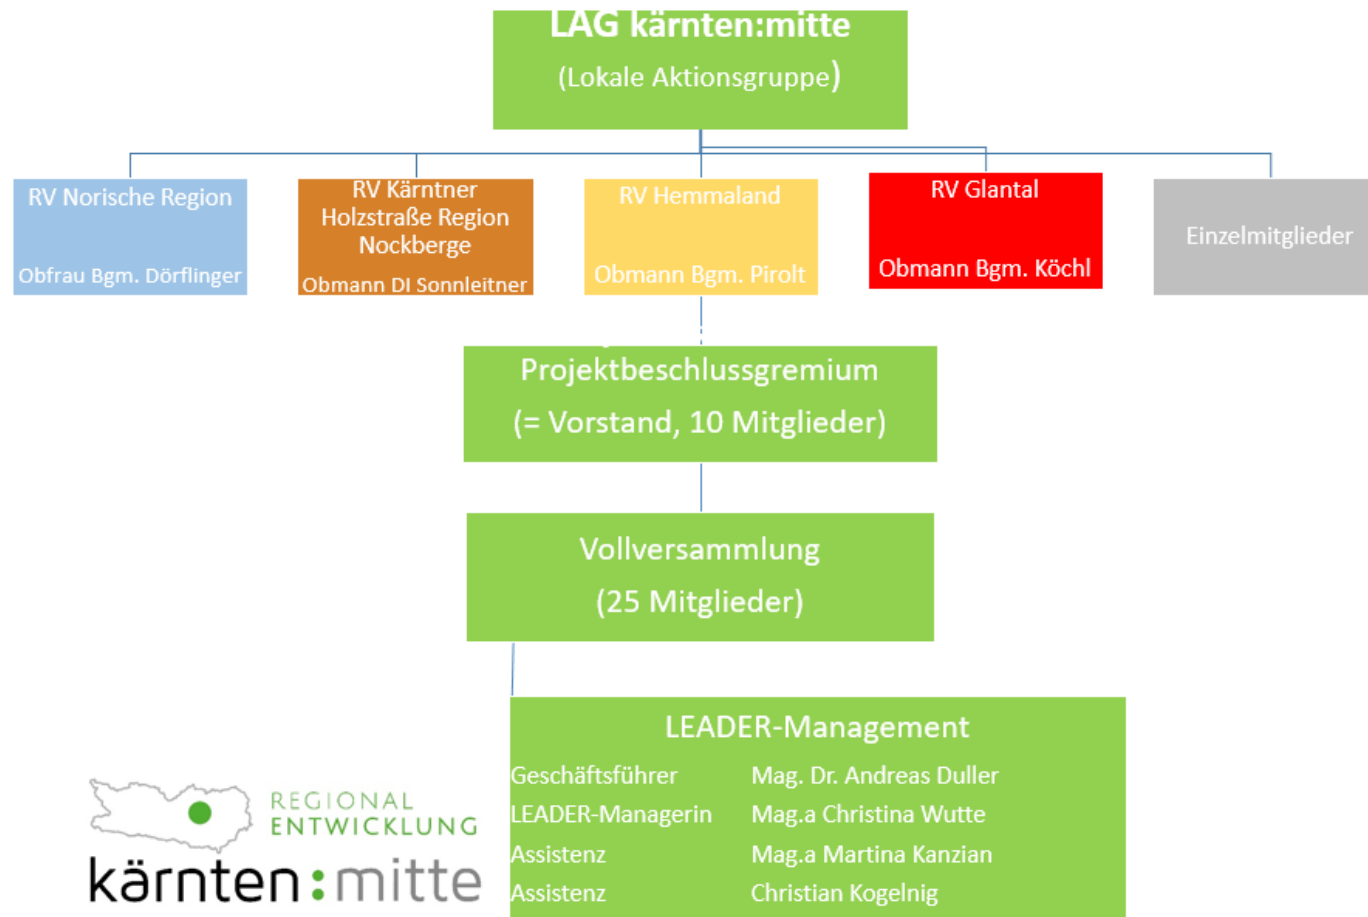 LAG kärnten:mitte
(Lokale Aktionsgruppe)
RV Norische Region
Obfrau Bgm. Dörflinger
RV Kärntner
Holzstraße Region
Nockberge
Obmann DI Sonnleitner
RV Hemmaland
Obmann Bgm. Pirolt
RV Glantal
Obmann Bgm. Köchl
Einzelmitglieder
Projektbeschlussgremium
(= Vorstand, 10 Mitglieder)
Vollversammlung
(25 Mitglieder)
LEADER-Management
Geschäftsführer Mag. Dr. Andreas Duller
LEADER-Managerin Mag.a Christina Wutte
Assistenz Mag.a Martina Kanzian
Assistenz Christian Kogelnig
REGIONAL
ENTWICKLUNG
kärnten:mitte